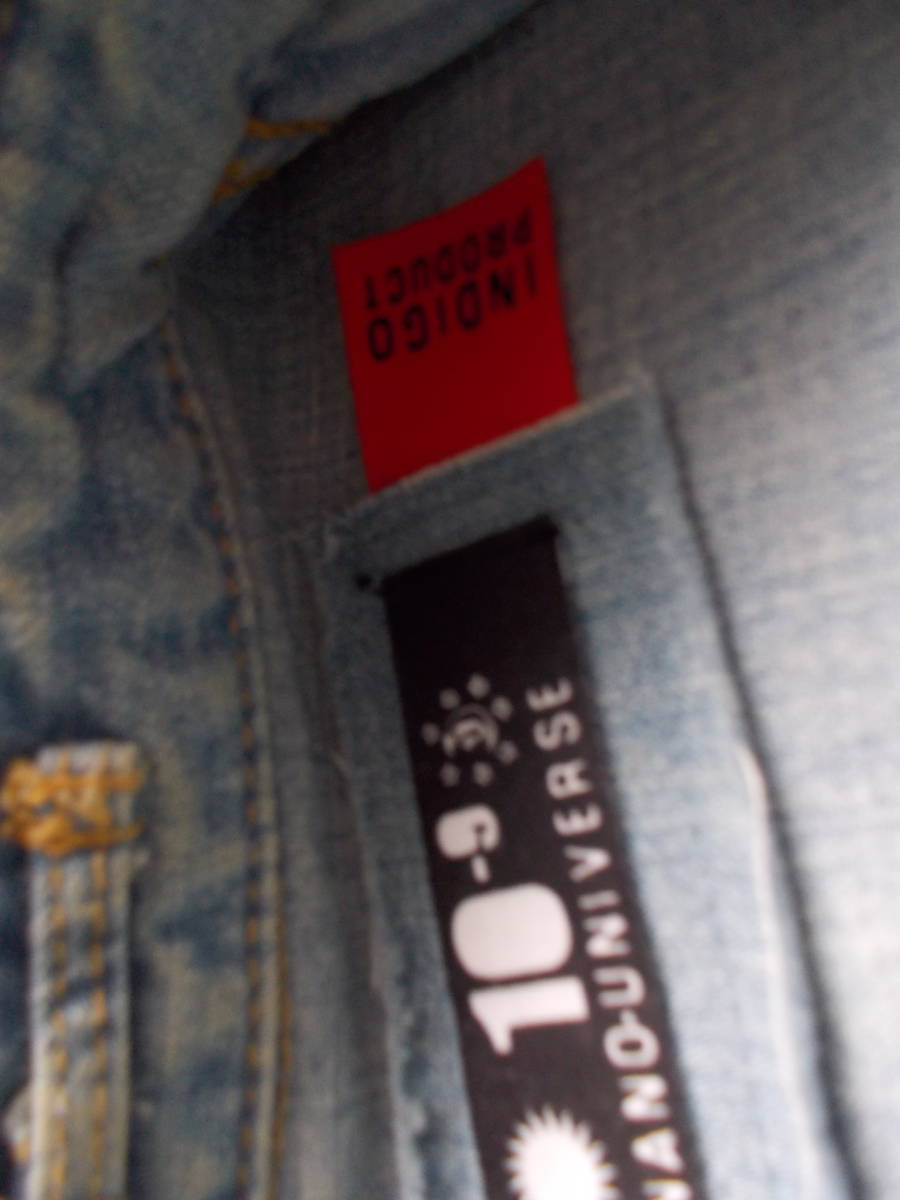 INDIGO
PRODUCT
10-9
NANO-UNIVERSE